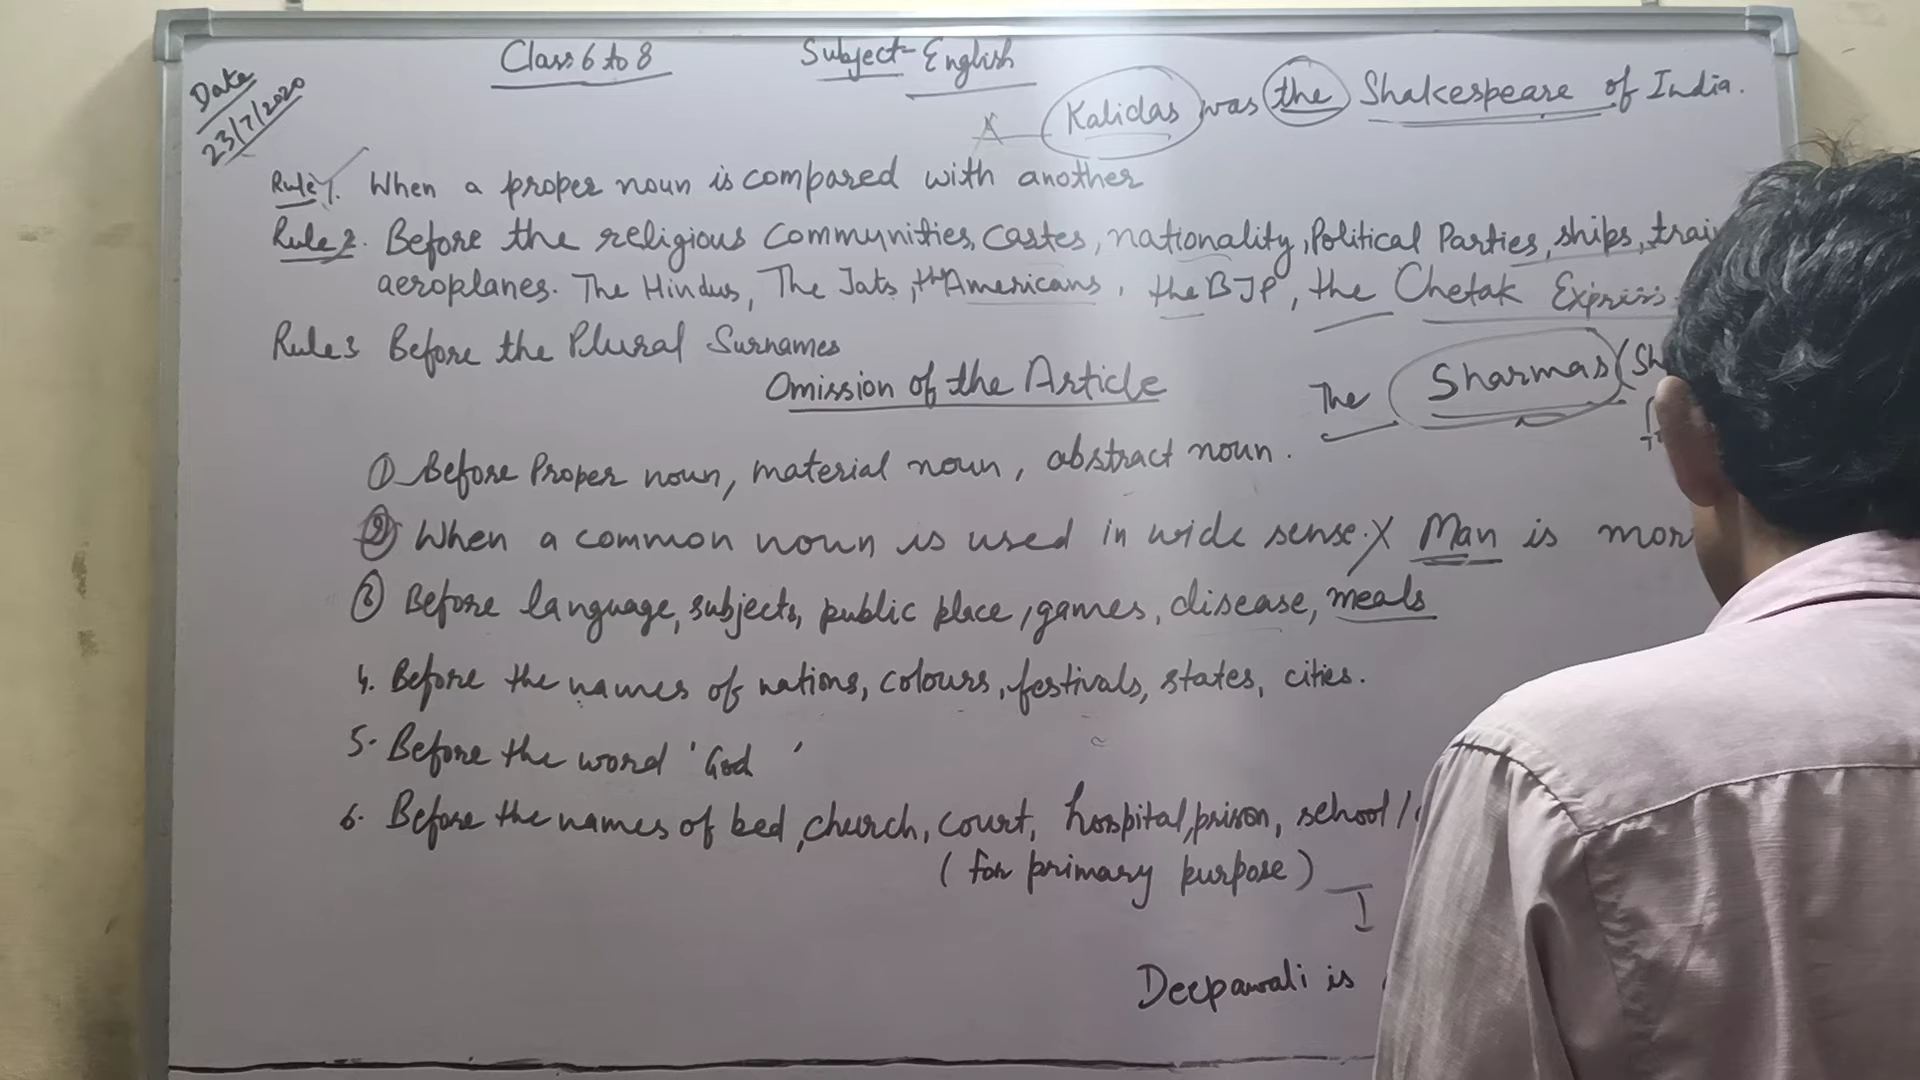 Date
23/7/2020
Class 6 to 8
Subject- English
A Kalidas was the Shakespeare of India.
Rule 1. When a proper noun is compared with another
Rule 2. Before the religious communities, castes, nationality, Political Parties, ships, trai
aeroplanes. The Hindus, The Jats, the Americans, the BJP, the Chetak Express.
Rule 3 Before the Plural Surnames
The Sharmas (Sh
Omission of the Article
① Before Proper noun, material noun, abstract noun.
② When a common noun is used in wide sense. X Man is mor
③ Before language, subjects, public place, games, disease, meals
4. Before the names of nations, colours, festivals, states, cities.
5. Before the word 'God'
6. Before the names of bed, church, court, hospital, prison, school /
(for primary purpose)
I
Deepawali is